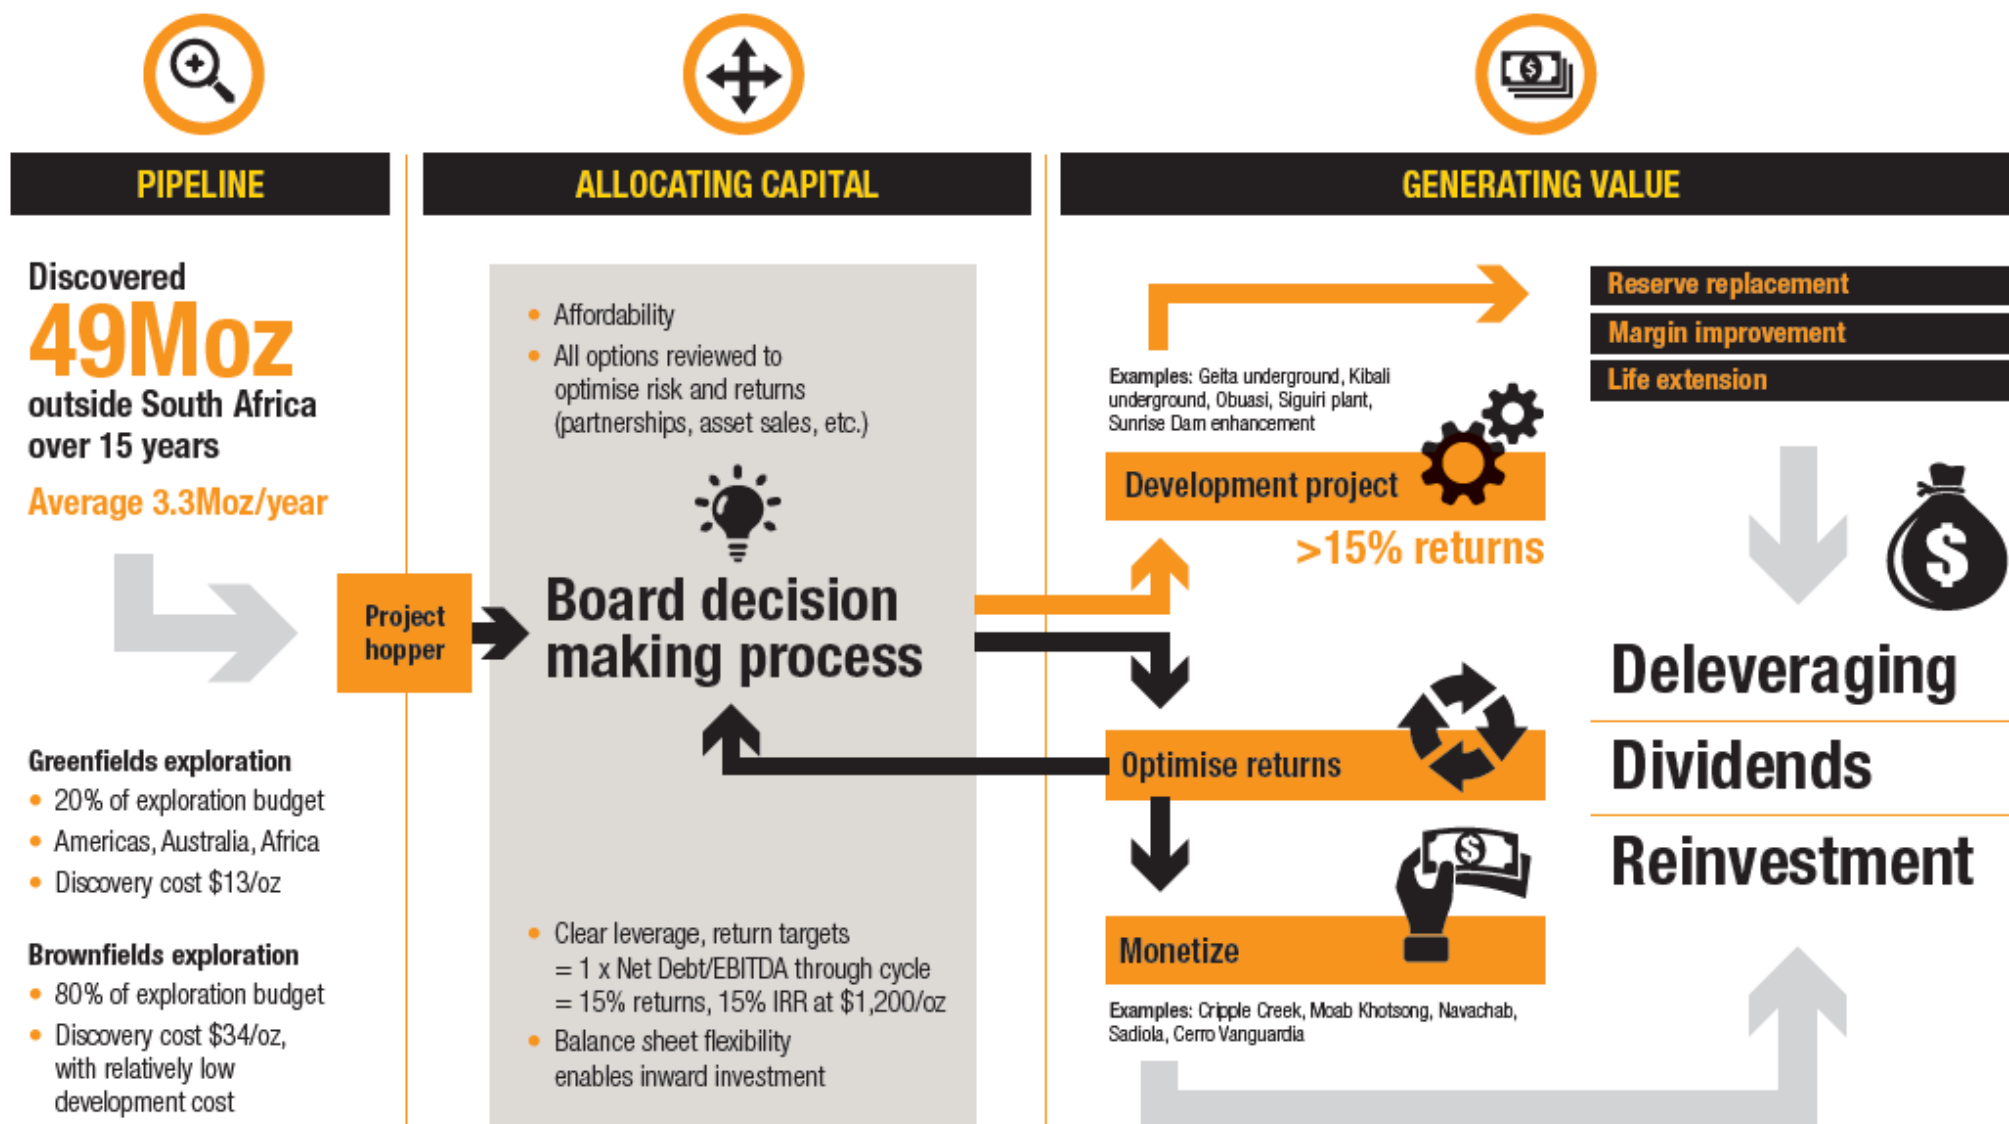 PIPELINE
Discovered
49Moz
outside South Africa
over 15 years
Average 3.3Moz/year
Project
hopper
Greenfields exploration
• 20% of exploration budget
• Americas, Australia, Africa
• Discovery cost $13/oz
Brownfields exploration
• 80% of exploration budget
• Discovery cost $34/oz,
with relatively low
development cost
ALLOCATING CAPITAL
• Affordability
• All options reviewed to
optimise risk and returns
(partnerships, asset sales, etc.)
Board decision
making process
• Clear leverage, return targets
= 1 x Net Debt/EBITDA through cycle
= 15% returns, 15% IRR at $1,200/oz
• Balance sheet flexibility
enables inward investment
GENERATING VALUE
Examples: Geita underground, Kibali
underground, Obuasi, Siguiri plant,
Sunrise Dam enhancement
Development project
>15% returns
Optimise returns
Monetize
Examples: Cripple Creek, Moab Khotsong, Navachab,
Sadiola, Cerro Vanguardia
Reserve replacement
Margin improvement
Life extension
$
Deleveraging
Dividends
Reinvestment